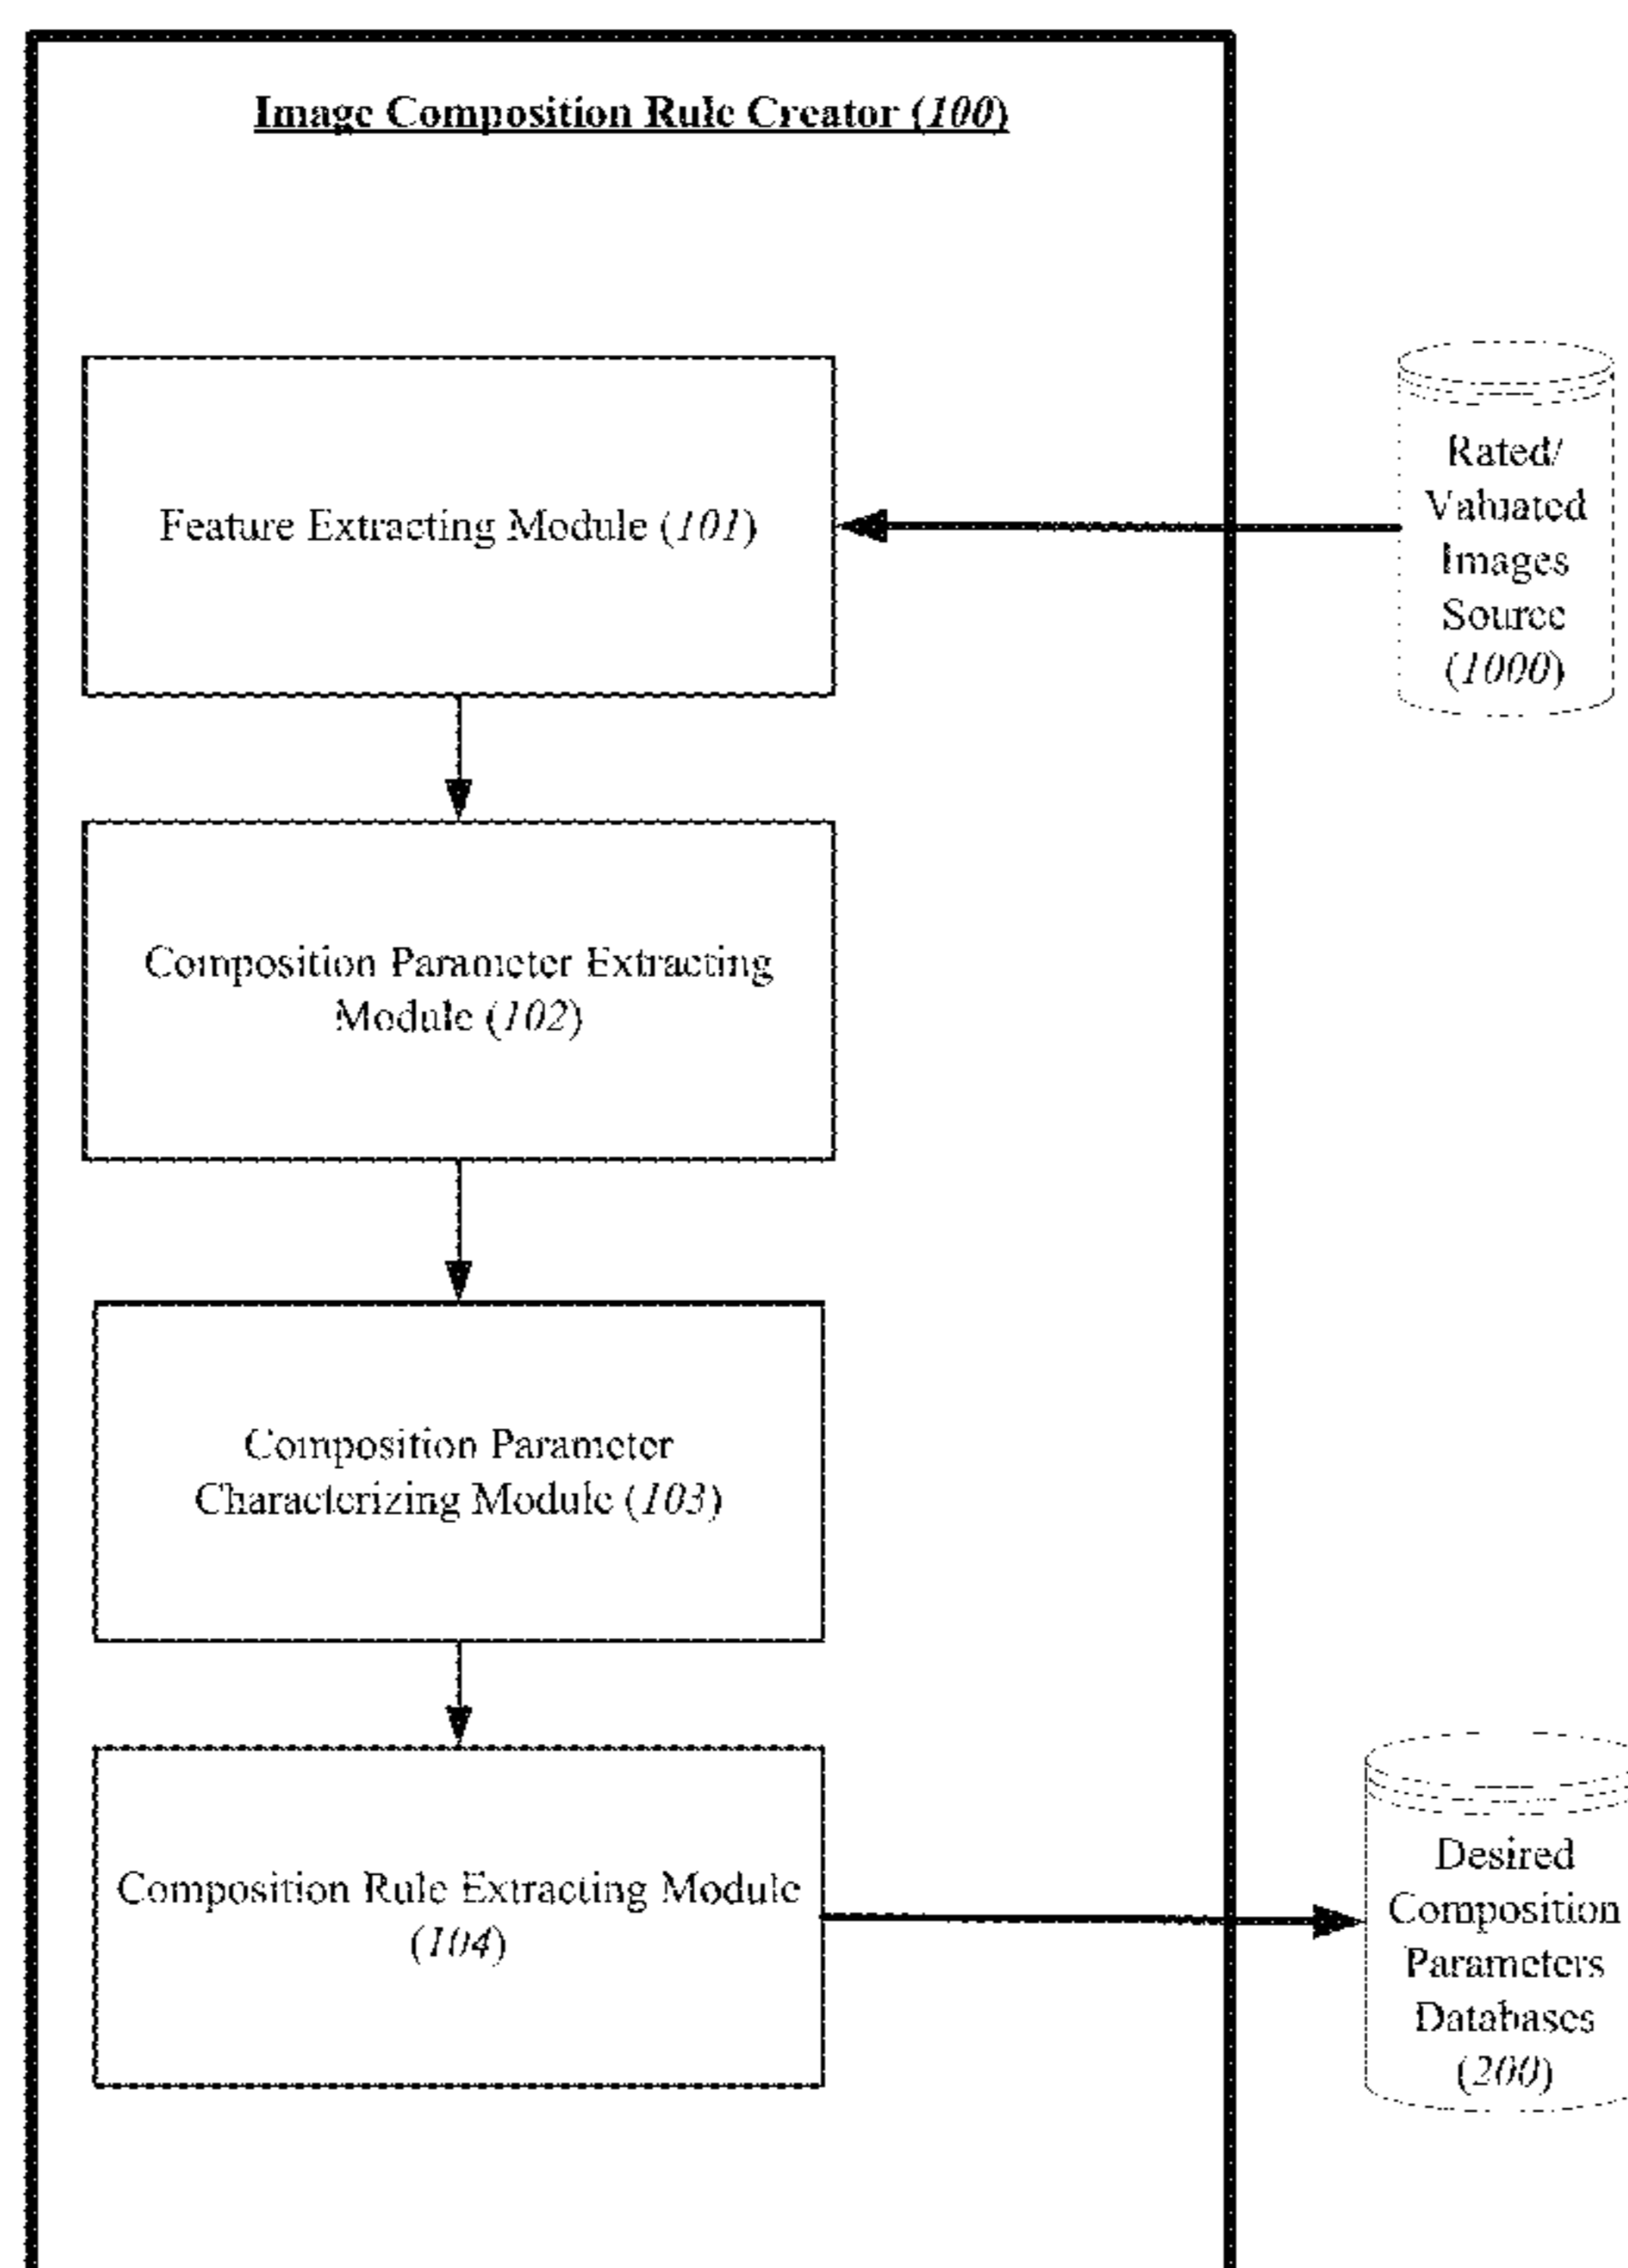 Image Composition Rule Creator (100)
Feature Extracting Module (101)
Rated/
Valuated
Images
Source
(1000)
Composition Parameter Extracting
Module (102)
Composition Parameter
Characterizing Module (103)
Composition Rule Extracting Module
(104)
Desired
Composition
Parameters
Databases
(200)